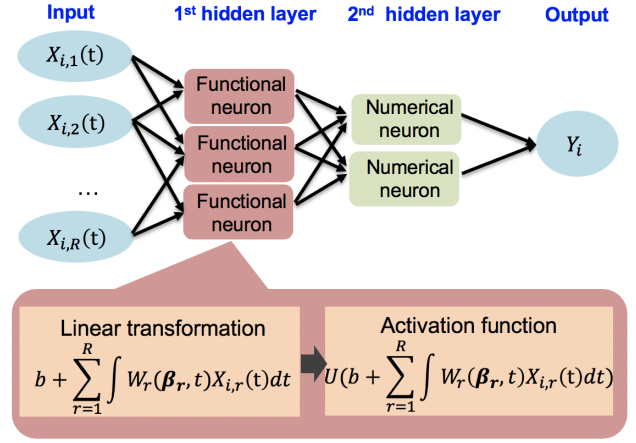 Input
1st hidden layer
2nd hidden layer
Output
X_{i,1}(t)
X_{i,2}(t)
…
X_{i,R}(t)
Functional
neuron
Functional
neuron
Functional
neuron
Numerical
neuron
Numerical
neuron
Y_i
Linear transformation
b + \sum_{r=1}^{R} \int W_r(\boldsymbol{\beta_r}, t)X_{i,r}(t)dt
Activation function
U(b + \sum_{r=1}^{R} \int W_r(\boldsymbol{\beta_r}, t)X_{i,r}(t)dt)